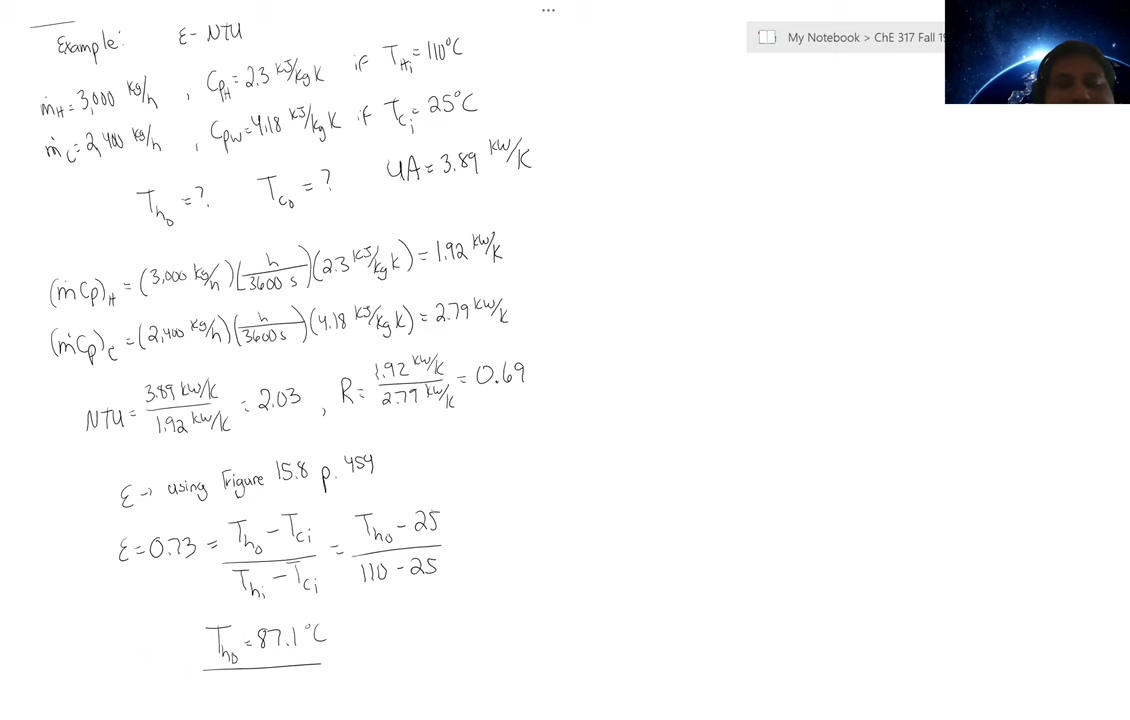 Example: ε - NTU
ṁH = 3,000 kg/h , CpH = 2.3 kJ/kg K if THi = 110°C
ṁc = 2,400 kg/h , Cpw = 4.18 kJ/kg K if Tci = 25°C
Tho = ? Tco = ? UA = 3.89 kW/K
(ṁCp)H = (3,000 kg/h)(h/3600 s)(2.3 kJ/kg K) = 1.92 kW/K
(ṁCp)c = (2,400 kg/h)(h/3600 s)(4.18 kJ/kg K) = 2.79 kW/K
NTU = 3.89 kW/K / 1.92 kW/K = 2.03 , R = 1.92 kW/K / 2.79 kW/K = 0.69
ε → using Figure 15.8 p. 459
ε = 0.73 = Tho - Tci / Thi - Tci = Tho - 25 / 110 - 25
Tho = 87.1°C
My Notebook > ChE 317 Fall 19